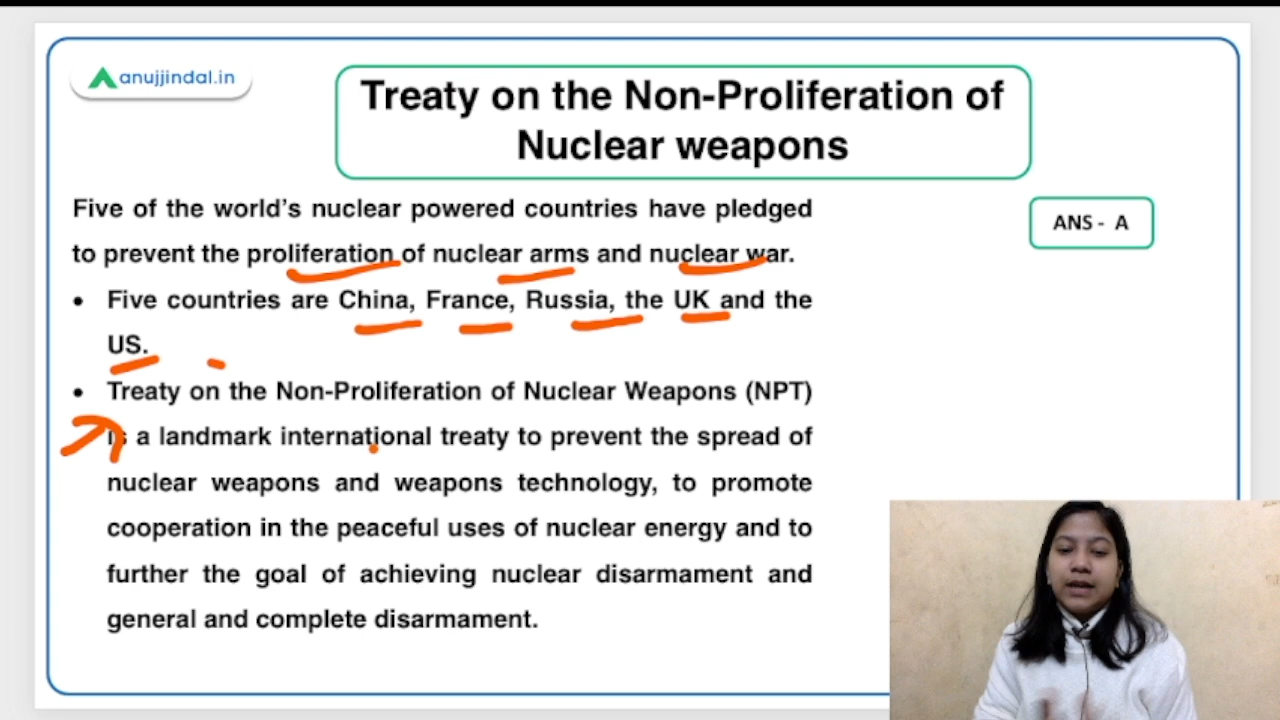 anujjindal.in
Treaty on the Non-Proliferation of
Nuclear weapons
Five of the world's nuclear powered countries have pledged
to prevent the proliferation of nuclear arms and nuclear war.
• Five countries are China, France, Russia, the UK and the
US.
• Treaty on the Non-Proliferation of Nuclear Weapons (NPT)
is a landmark international treaty to prevent the spread of
nuclear weapons and weapons technology, to promote
cooperation in the peaceful uses of nuclear energy and to
further the goal of achieving nuclear disarmament and
general and complete disarmament.
ANS - A